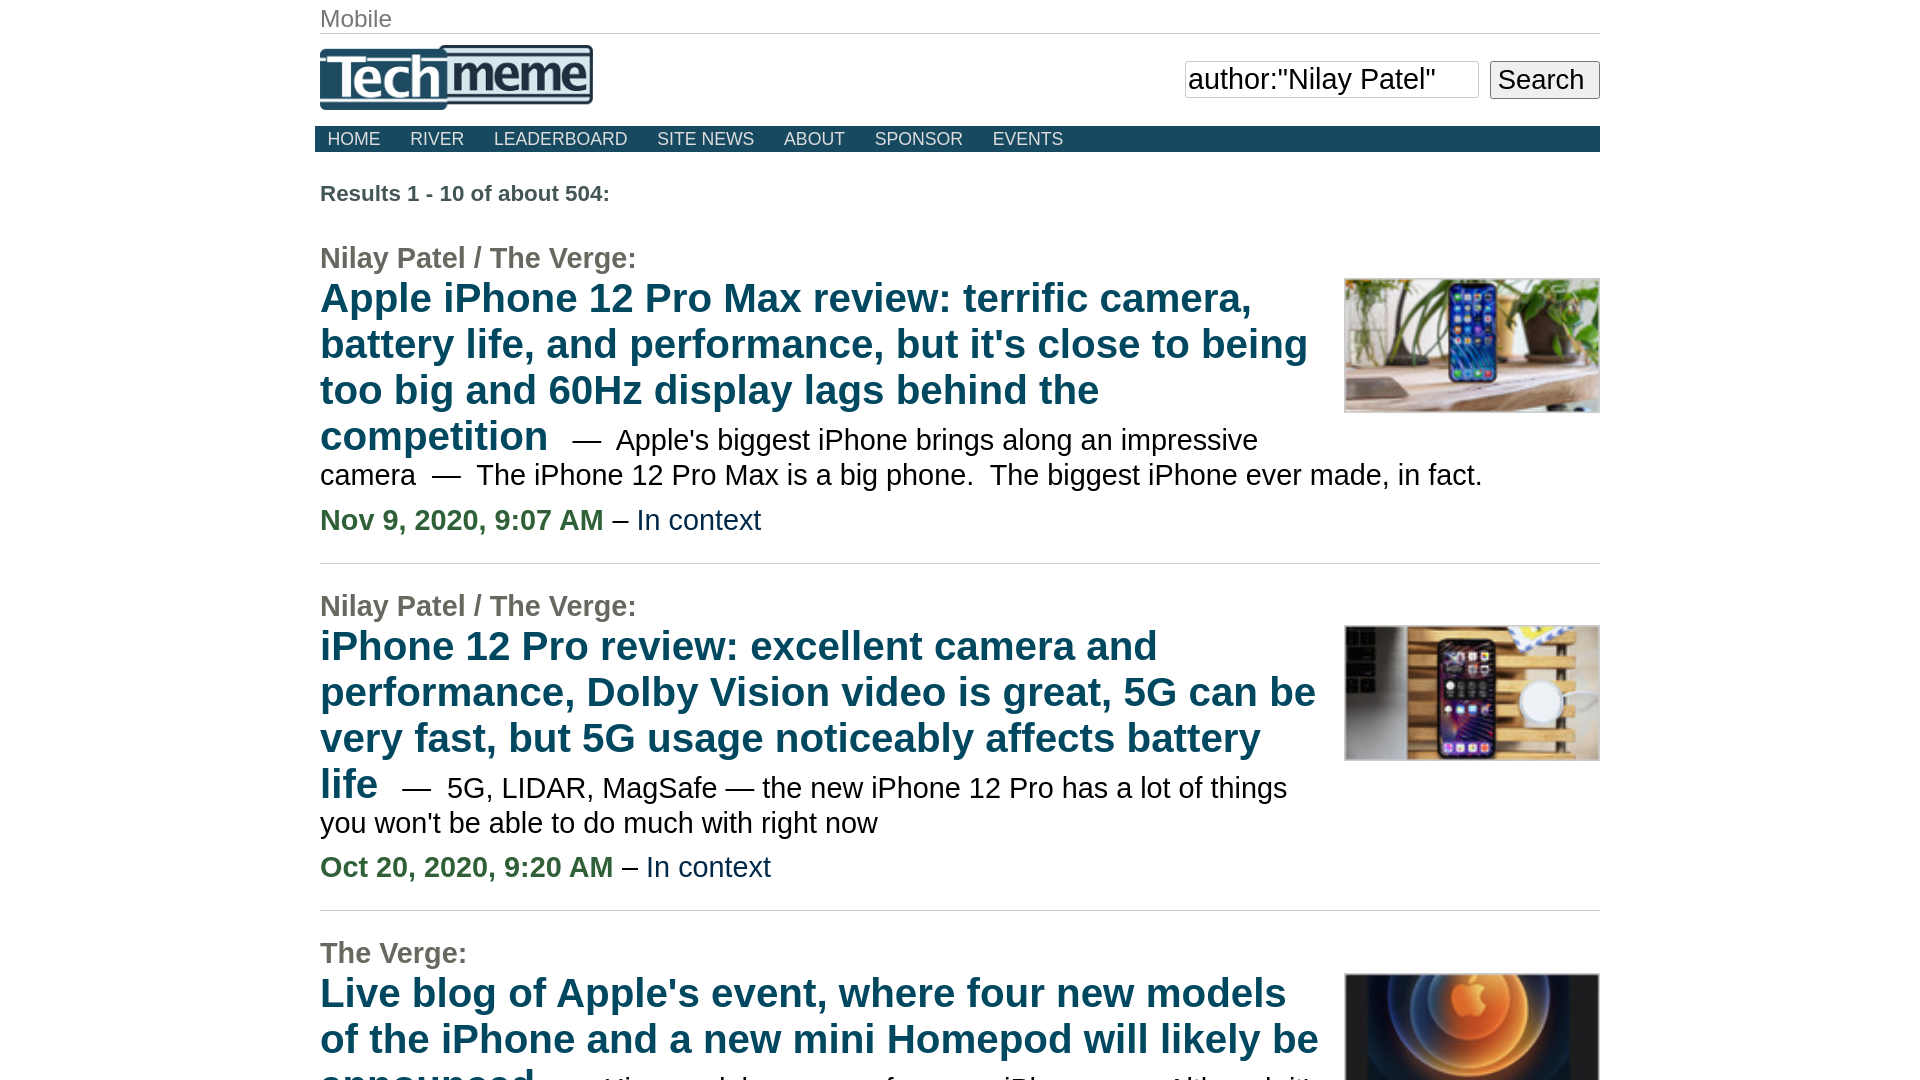 Mobile
Techmeme
author:"Nilay Patel" Search
HOME RIVER LEADERBOARD SITE NEWS ABOUT SPONSOR EVENTS
Results 1 - 10 of about 504:
Nilay Patel / The Verge:
Apple iPhone 12 Pro Max review: terrific camera,
battery life, and performance, but it's close to being
too big and 60Hz display lags behind the
competition — Apple's biggest iPhone brings along an impressive
camera — The iPhone 12 Pro Max is a big phone. The biggest iPhone ever made, in fact.
Nov 9, 2020, 9:07 AM – In context
Nilay Patel / The Verge:
iPhone 12 Pro review: excellent camera and
performance, Dolby Vision video is great, 5G can be
very fast, but 5G usage noticeably affects battery
life — 5G, LIDAR, MagSafe — the new iPhone 12 Pro has a lot of things
you won't be able to do much with right now
Oct 20, 2020, 9:20 AM – In context
The Verge:
Live blog of Apple's event, where four new models
of the iPhone and a new mini Homepod will likely be
announced